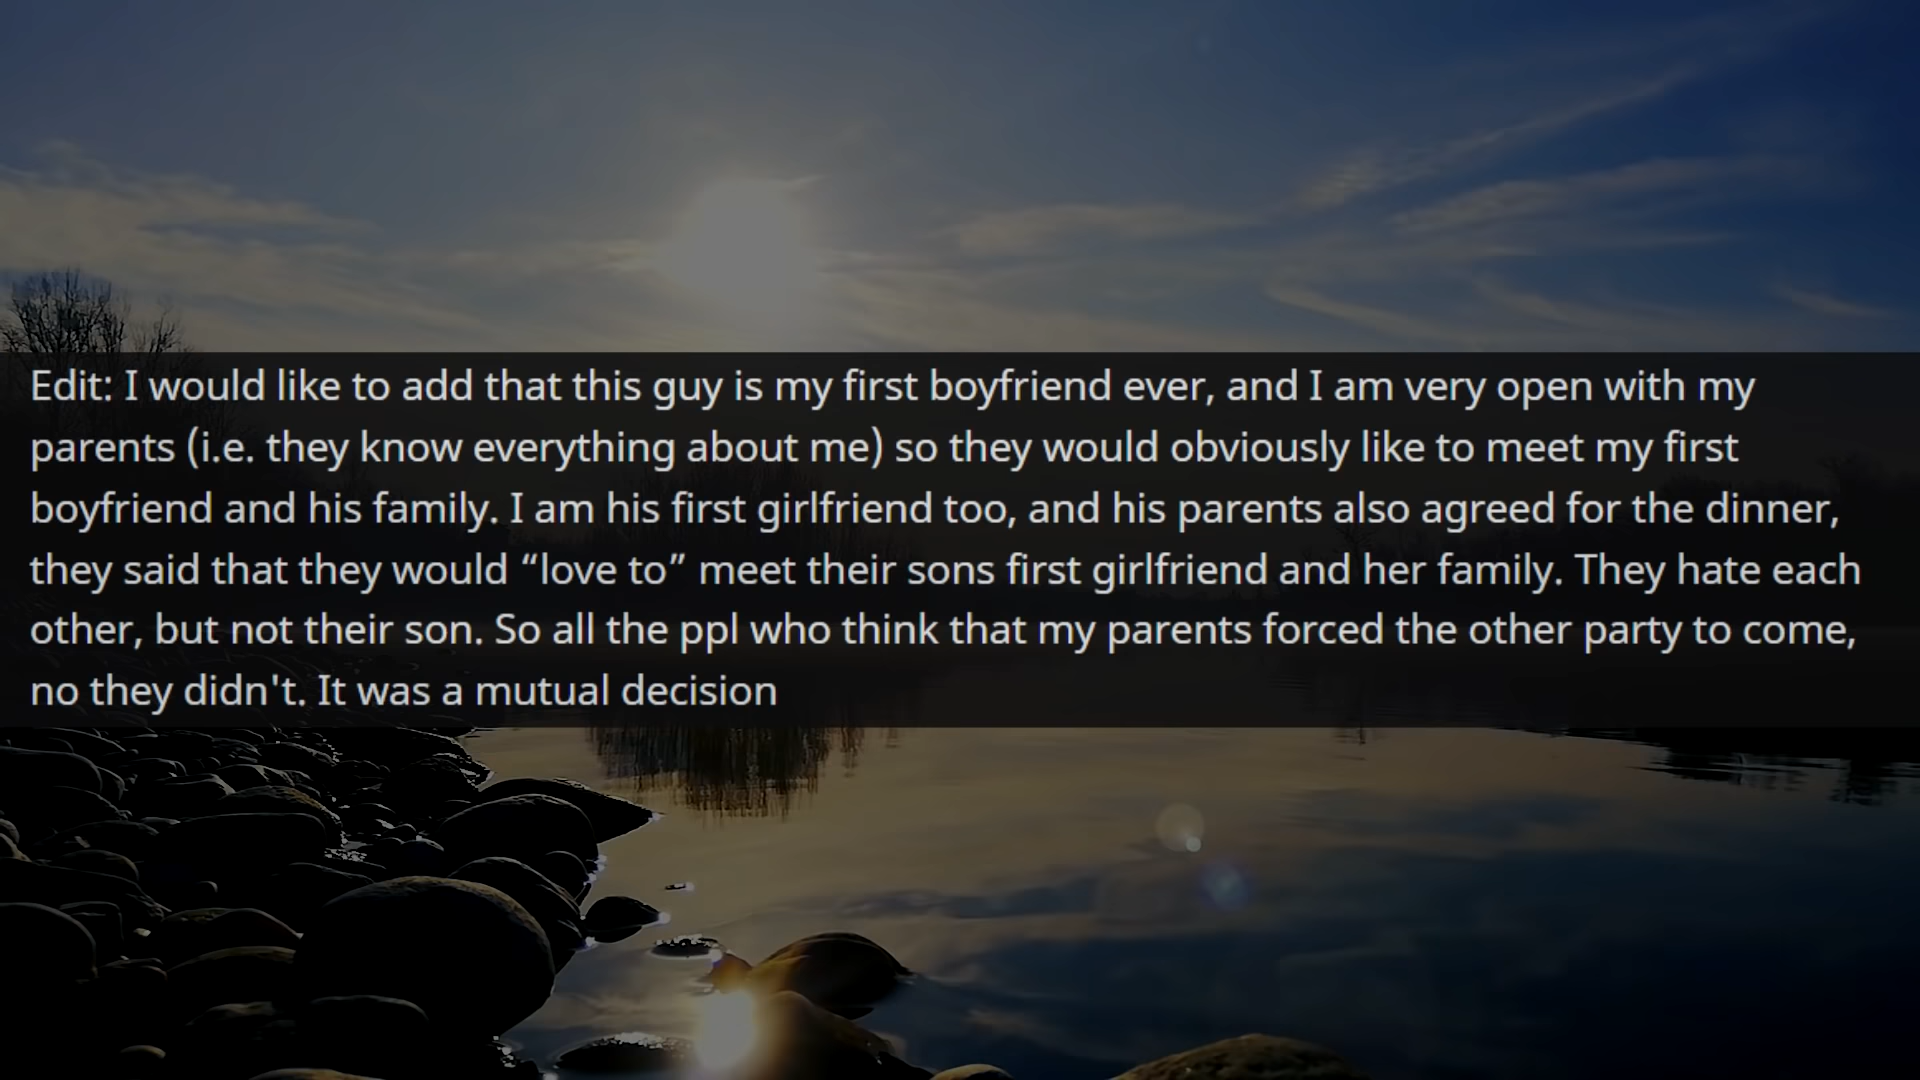 Edit: I would like to add that this guy is my first boyfriend ever, and I am very open with my
parents (i.e. they know everything about me) so they would obviously like to meet my first
boyfriend and his family. I am his first girlfriend too, and his parents also agreed for the dinner,
they said that they would “love to” meet their sons first girlfriend and her family. They hate each
other, but not their son. So all the ppl who think that my parents forced the other party to come,
no they didn't. It was a mutual decision